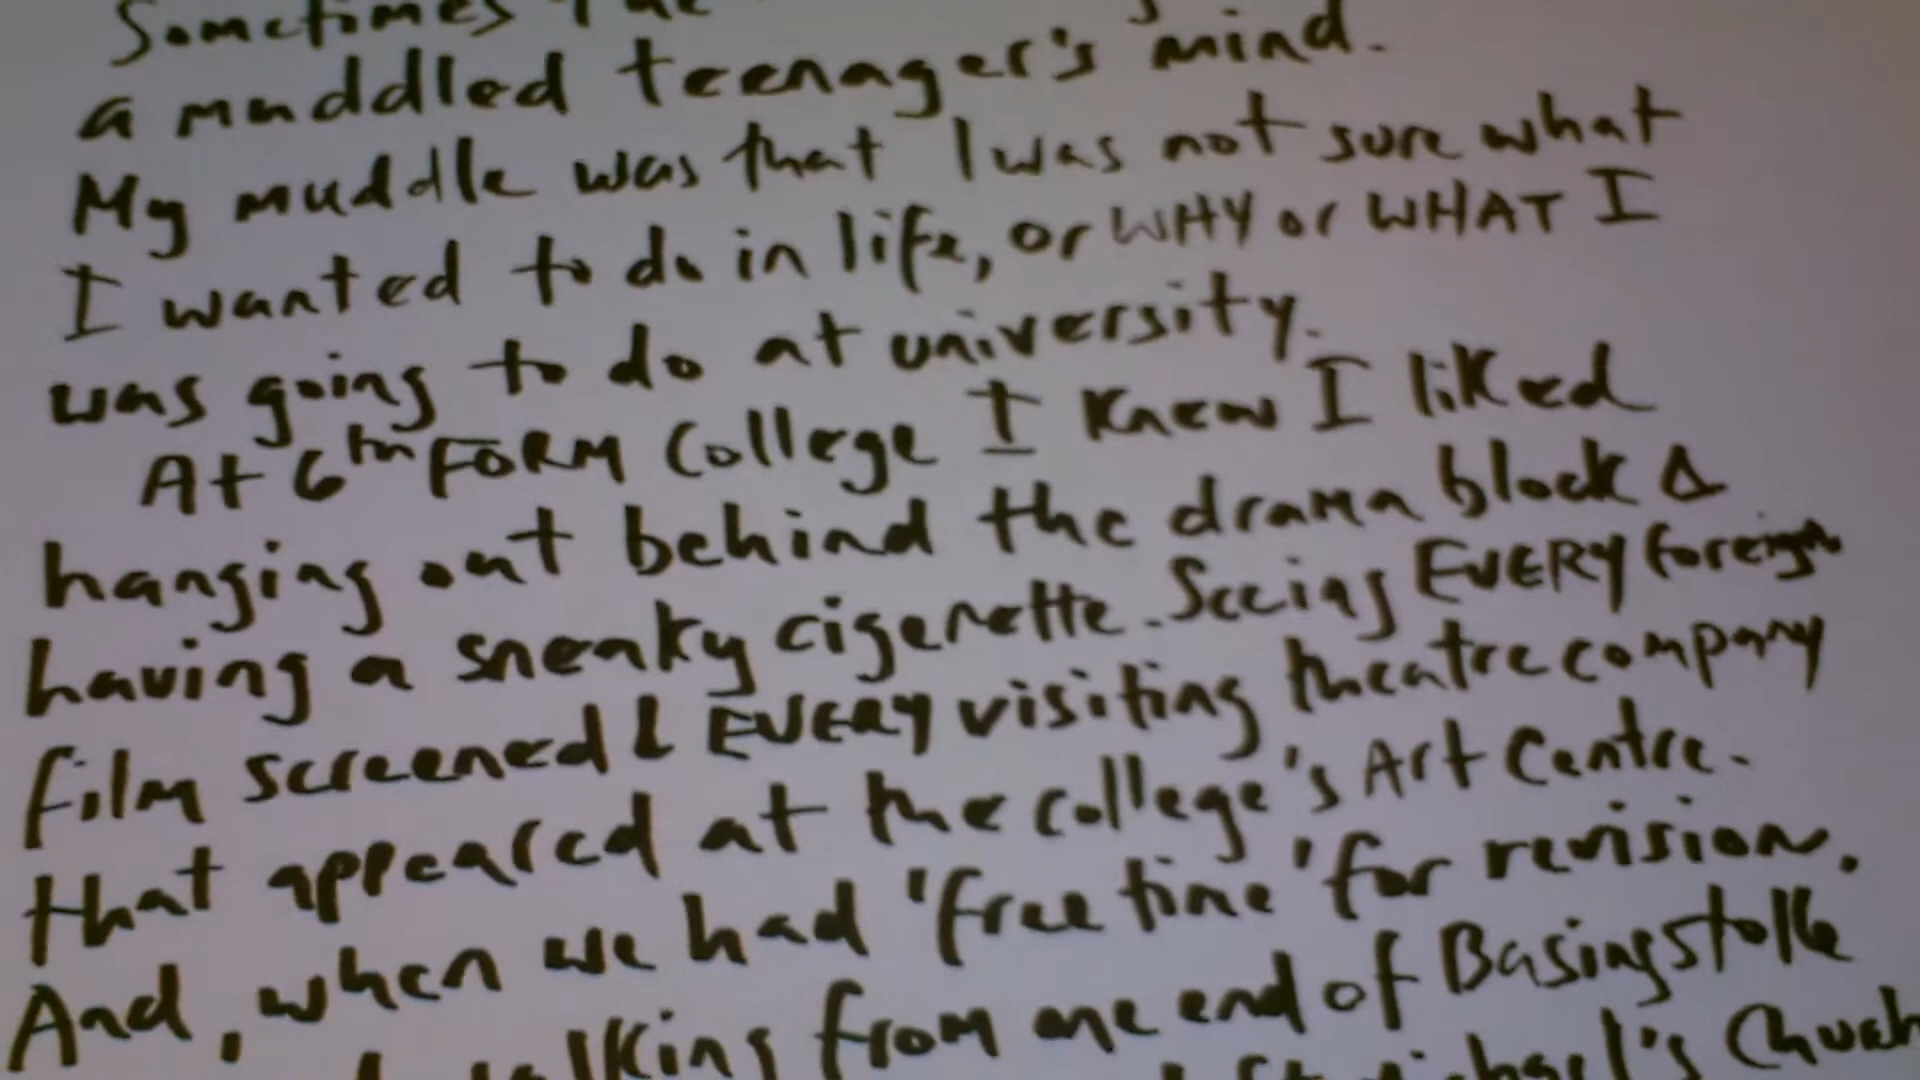 Sometimes
a muddled teenager's mind.
My muddle was that I was not sure what
I wanted to do in life, or WHY or WHAT I
was going to do at university.
At 6th FORM College I knew I liked
hanging out behind the drama block &
having a sneaky cigerette. Seeing EVERY foreign
film screened & EVERY visiting theatre company
that appeared at the college's Art Centre.
And, when we had 'free time' for revision.
from one end of Basingstoke
Church